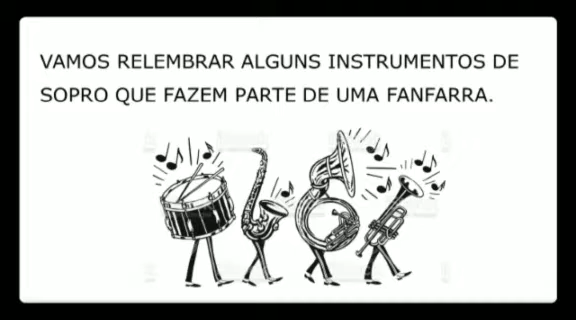 VAMOS RELEMBRAR ALGUNS INSTRUMENTOS DE
SOPRO QUE FAZEM PARTE DE UMA FANFARRA.